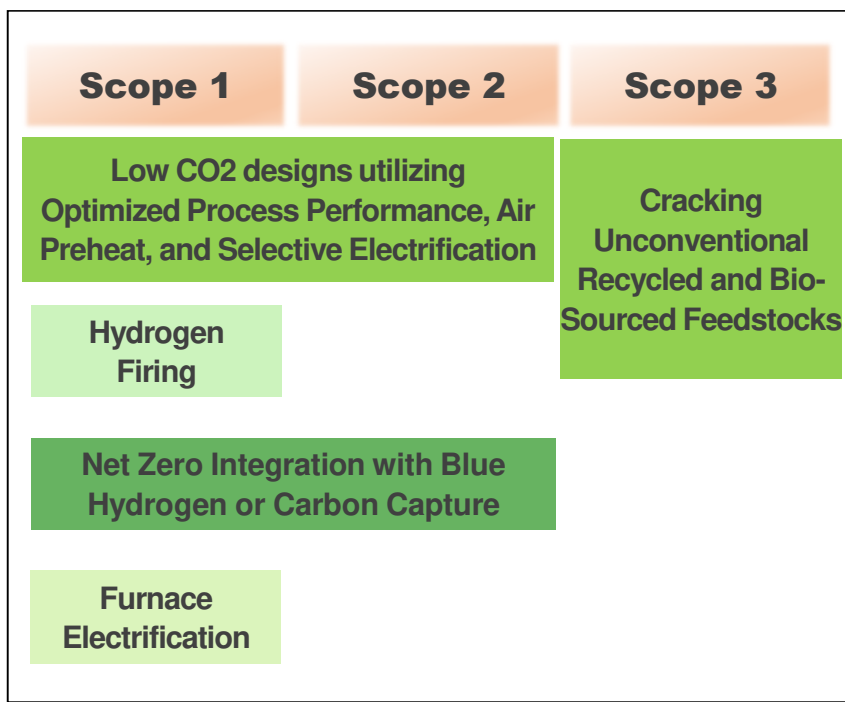 Scope 1
Scope 2
Scope 3
Low CO2 designs utilizing
Optimized Process Performance, Air
Preheat, and Selective Electrification
Cracking
Unconventional
Recycled and Bio-
Sourced Feedstocks
Hydrogen
Firing
Net Zero Integration with Blue
Hydrogen or Carbon Capture
Furnace
Electrification